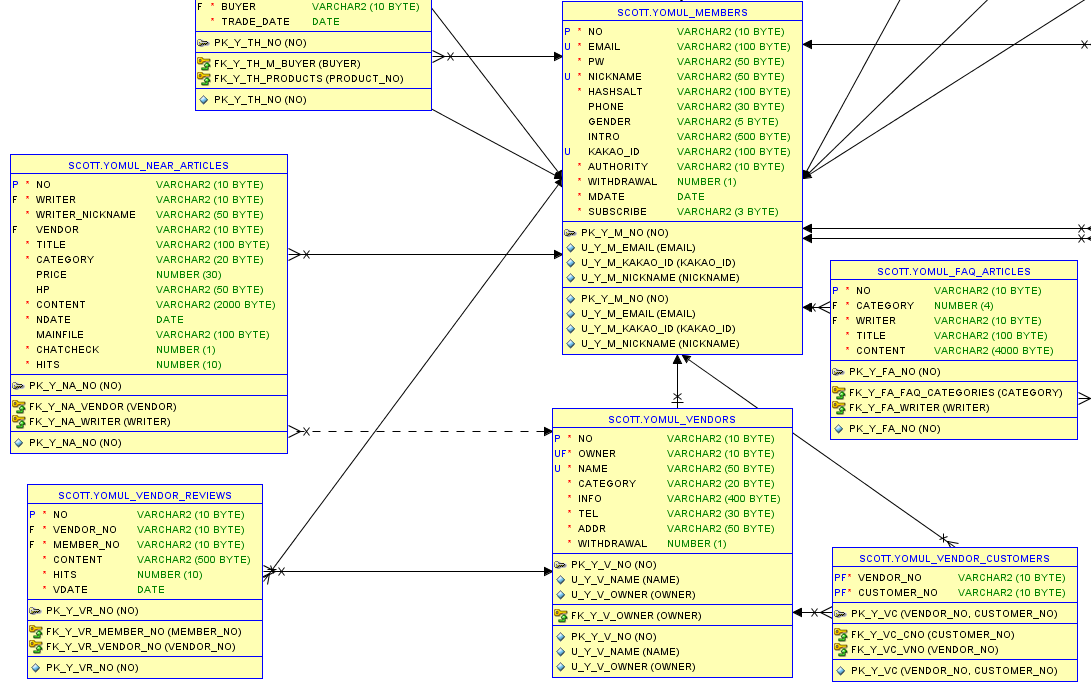 F * BUYER VARCHAR2 (10 BYTE)
* TRADE_DATE DATE
PK_Y_TH_NO (NO)
FK_Y_TH_M_BUYER (BUYER)
FK_Y_TH_PRODUCTS (PRODUCT_NO)
PK_Y_TH_NO (NO)
SCOTT.YOMUL_MEMBERS
P * NO VARCHAR2 (10 BYTE)
U * EMAIL VARCHAR2 (100 BYTE)
* PW VARCHAR2 (50 BYTE)
U * NICKNAME VARCHAR2 (50 BYTE)
* HASHSALT VARCHAR2 (100 BYTE)
PHONE VARCHAR2 (30 BYTE)
GENDER VARCHAR2 (5 BYTE)
INTRO VARCHAR2 (500 BYTE)
U KAKAO_ID VARCHAR2 (100 BYTE)
* AUTHORITY VARCHAR2 (10 BYTE)
* WITHDRAWAL NUMBER (1)
* MDATE DATE
* SUBSCRIBE VARCHAR2 (3 BYTE)
PK_Y_M_NO (NO)
U_Y_M_EMAIL (EMAIL)
U_Y_M_KAKAO_ID (KAKAO_ID)
U_Y_M_NICKNAME (NICKNAME)
PK_Y_M_NO (NO)
U_Y_M_EMAIL (EMAIL)
U_Y_M_KAKAO_ID (KAKAO_ID)
U_Y_M_NICKNAME (NICKNAME)
SCOTT.YOMUL_NEAR_ARTICLES
P * NO VARCHAR2 (10 BYTE)
F * WRITER VARCHAR2 (10 BYTE)
* WRITER_NICKNAME VARCHAR2 (50 BYTE)
F VENDOR VARCHAR2 (10 BYTE)
* TITLE VARCHAR2 (100 BYTE)
* CATEGORY VARCHAR2 (20 BYTE)
PRICE NUMBER (30)
HP VARCHAR2 (50 BYTE)
* CONTENT VARCHAR2 (2000 BYTE)
* NDATE DATE
MAINFILE VARCHAR2 (100 BYTE)
* CHATCHECK NUMBER (1)
* HITS NUMBER (10)
PK_Y_NA_NO (NO)
FK_Y_NA_VENDOR (VENDOR)
FK_Y_NA_WRITER (WRITER)
PK_Y_NA_NO (NO)
SCOTT.YOMUL_FAQ_ARTICLES
P * NO VARCHAR2 (10 BYTE)
F * CATEGORY NUMBER (4)
F * WRITER VARCHAR2 (10 BYTE)
* TITLE VARCHAR2 (100 BYTE)
* CONTENT VARCHAR2 (4000 BYTE)
PK_Y_FA_NO (NO)
FK_Y_FA_FAQ_CATEGORIES (CATEGORY)
FK_Y_FA_WRITER (WRITER)
PK_Y_FA_NO (NO)
SCOTT.YOMUL_VENDORS
P * NO VARCHAR2 (10 BYTE)
UF* OWNER VARCHAR2 (10 BYTE)
U * NAME VARCHAR2 (50 BYTE)
* CATEGORY VARCHAR2 (20 BYTE)
* INFO VARCHAR2 (400 BYTE)
* TEL VARCHAR2 (30 BYTE)
* ADDR VARCHAR2 (50 BYTE)
* WITHDRAWAL NUMBER (1)
PK_Y_V_NO (NO)
U_Y_V_NAME (NAME)
U_Y_V_OWNER (OWNER)
FK_Y_V_OWNER (OWNER)
PK_Y_V_NO (NO)
U_Y_V_NAME (NAME)
U_Y_V_OWNER (OWNER)
SCOTT.YOMUL_VENDOR_REVIEWS
P * NO VARCHAR2 (10 BYTE)
F * VENDOR_NO VARCHAR2 (10 BYTE)
F * MEMBER_NO VARCHAR2 (10 BYTE)
* CONTENT VARCHAR2 (500 BYTE)
* HITS NUMBER (10)
* VDATE DATE
PK_Y_VR_NO (NO)
FK_Y_VR_MEMBER_NO (MEMBER_NO)
FK_Y_VR_VENDOR_NO (VENDOR_NO)
PK_Y_VR_NO (NO)
SCOTT.YOMUL_VENDOR_CUSTOMERS
PF* VENDOR_NO VARCHAR2 (10 BYTE)
PF* CUSTOMER_NO VARCHAR2 (10 BYTE)
PK_Y_VC (VENDOR_NO, CUSTOMER_NO)
FK_Y_VC_CNO (CUSTOMER_NO)
FK_Y_VC_VNO (VENDOR_NO)
PK_Y_VC (VENDOR_NO, CUSTOMER_NO)